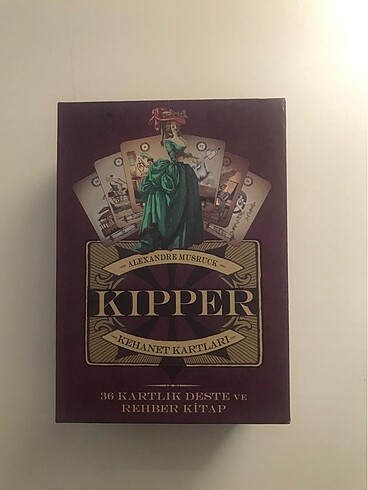 ALEXANDRE MUSRUCK
KIPPER
KEHANET KARTLARI
36 KARTLIK DESTE VE
REHBER KİTAP